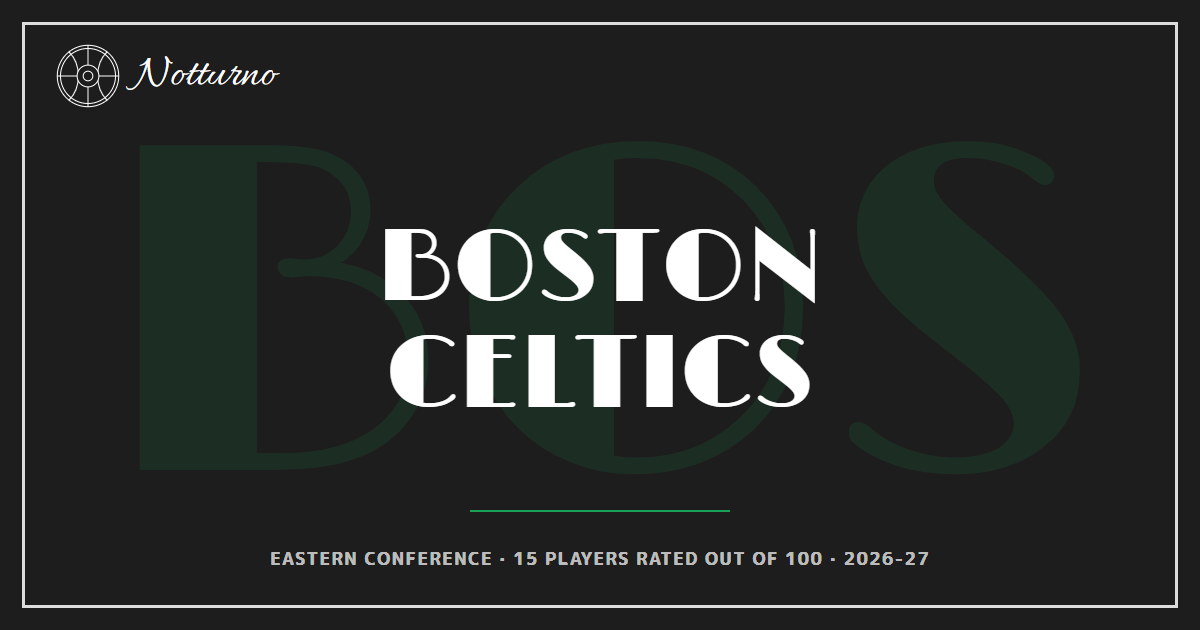 Notturno
BOS
BOSTON
CELTICS
EASTERN CONFERENCE · 15 PLAYERS RATED OUT OF 100 · 2026-27